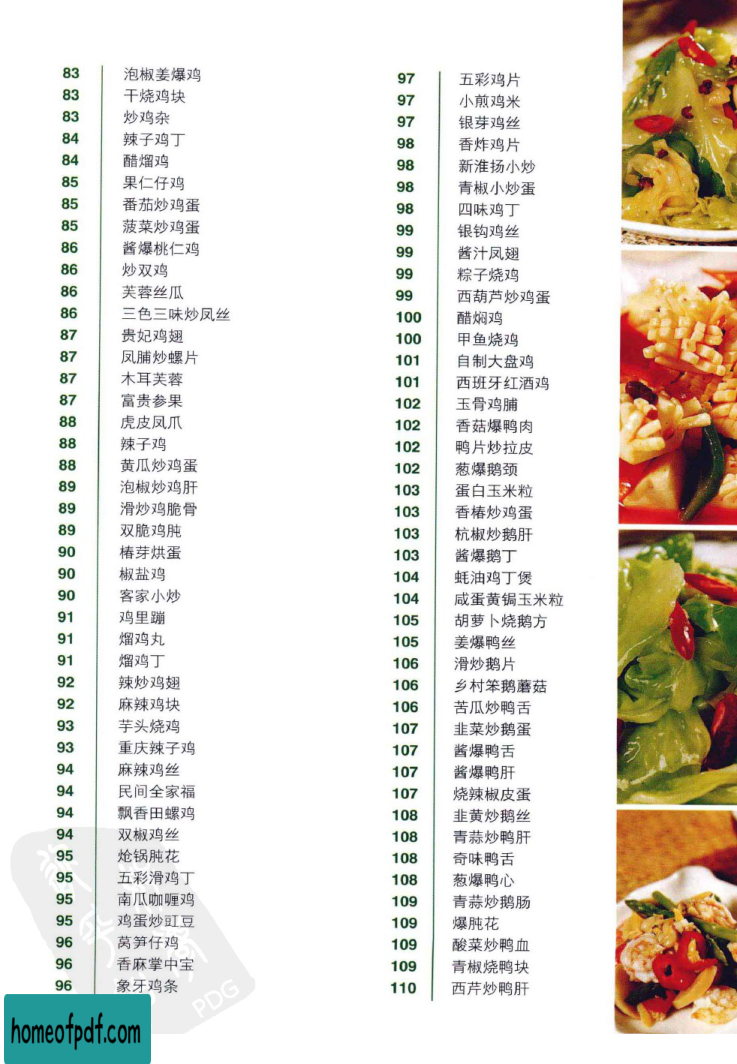 83 泡椒姜爆鸡
83 干烧鸡块
83 炒鸡杂
84 辣子鸡丁
84 醋熘鸡
85 果仁仔鸡
85 番茄炒鸡蛋
85 菠菜炒鸡蛋
86 酱爆桃仁鸡
86 炒双鸡
86 芙蓉丝瓜
86 三色三味炒凤丝
87 贵妃鸡翅
87 凤脯炒螺片
87 木耳芙蓉
87 富贵参果
88 虎皮凤爪
88 辣子鸡
88 黄瓜炒鸡蛋
89 泡椒炒鸡肝
89 滑炒鸡脆骨
89 双脆鸡肫
90 椿芽烘蛋
90 椒盐鸡
90 客家小炒
91 鸡里蹦
91 熘鸡丸
91 熘鸡丁
92 辣炒鸡翅
92 麻辣鸡块
93 芋头烧鸡
93 重庆辣子鸡
94 麻辣鸡丝
94 民间全家福
94 飘香田螺鸡
94 双椒鸡丝
95 炝锅肫花
95 五彩滑鸡丁
95 南瓜咖喱鸡
95 鸡蛋炒豇豆
96 莴笋仔鸡
96 香麻掌中宝
96 象牙鸡条
97 五彩鸡片
97 小煎鸡米
97 银芽鸡丝
98 香炸鸡片
98 新淮扬小炒
98 青椒小炒蛋
98 四味鸡丁
99 银钩鸡丝
99 酱汁凤翅
99 粽子烧鸡
99 西葫芦炒鸡蛋
100 醋焖鸡
100 甲鱼烧鸡
101 自制大盘鸡
101 西班牙红酒鸡
102 玉骨鸡脯
102 香菇爆鸭肉
102 鸭片炒拉皮
102 葱爆鹅颈
103 蛋白玉米粒
103 香椿炒鸡蛋
103 杭椒炒鹅肝
103 酱爆鹅丁
104 蚝油鸡丁煲
104 咸蛋黄锔玉米粒
105 胡萝卜烧鹅方
105 姜爆鸭丝
106 滑炒鹅片
106 乡村笨鹅蘑菇
106 苦瓜炒鸭舌
107 韭菜炒鹅蛋
107 酱爆鸭舌
107 酱爆鸭肝
107 烧辣椒皮蛋
108 韭黄炒鹅丝
108 青蒜炒鸭肝
108 奇味鸭舌
108 葱爆鸭心
109 青蒜炒鹅肠
109 爆肫花
109 酸菜炒鸭血
109 青椒烧鸭块
110 西芹炒鸭肝
PDG
homeofpdf.com